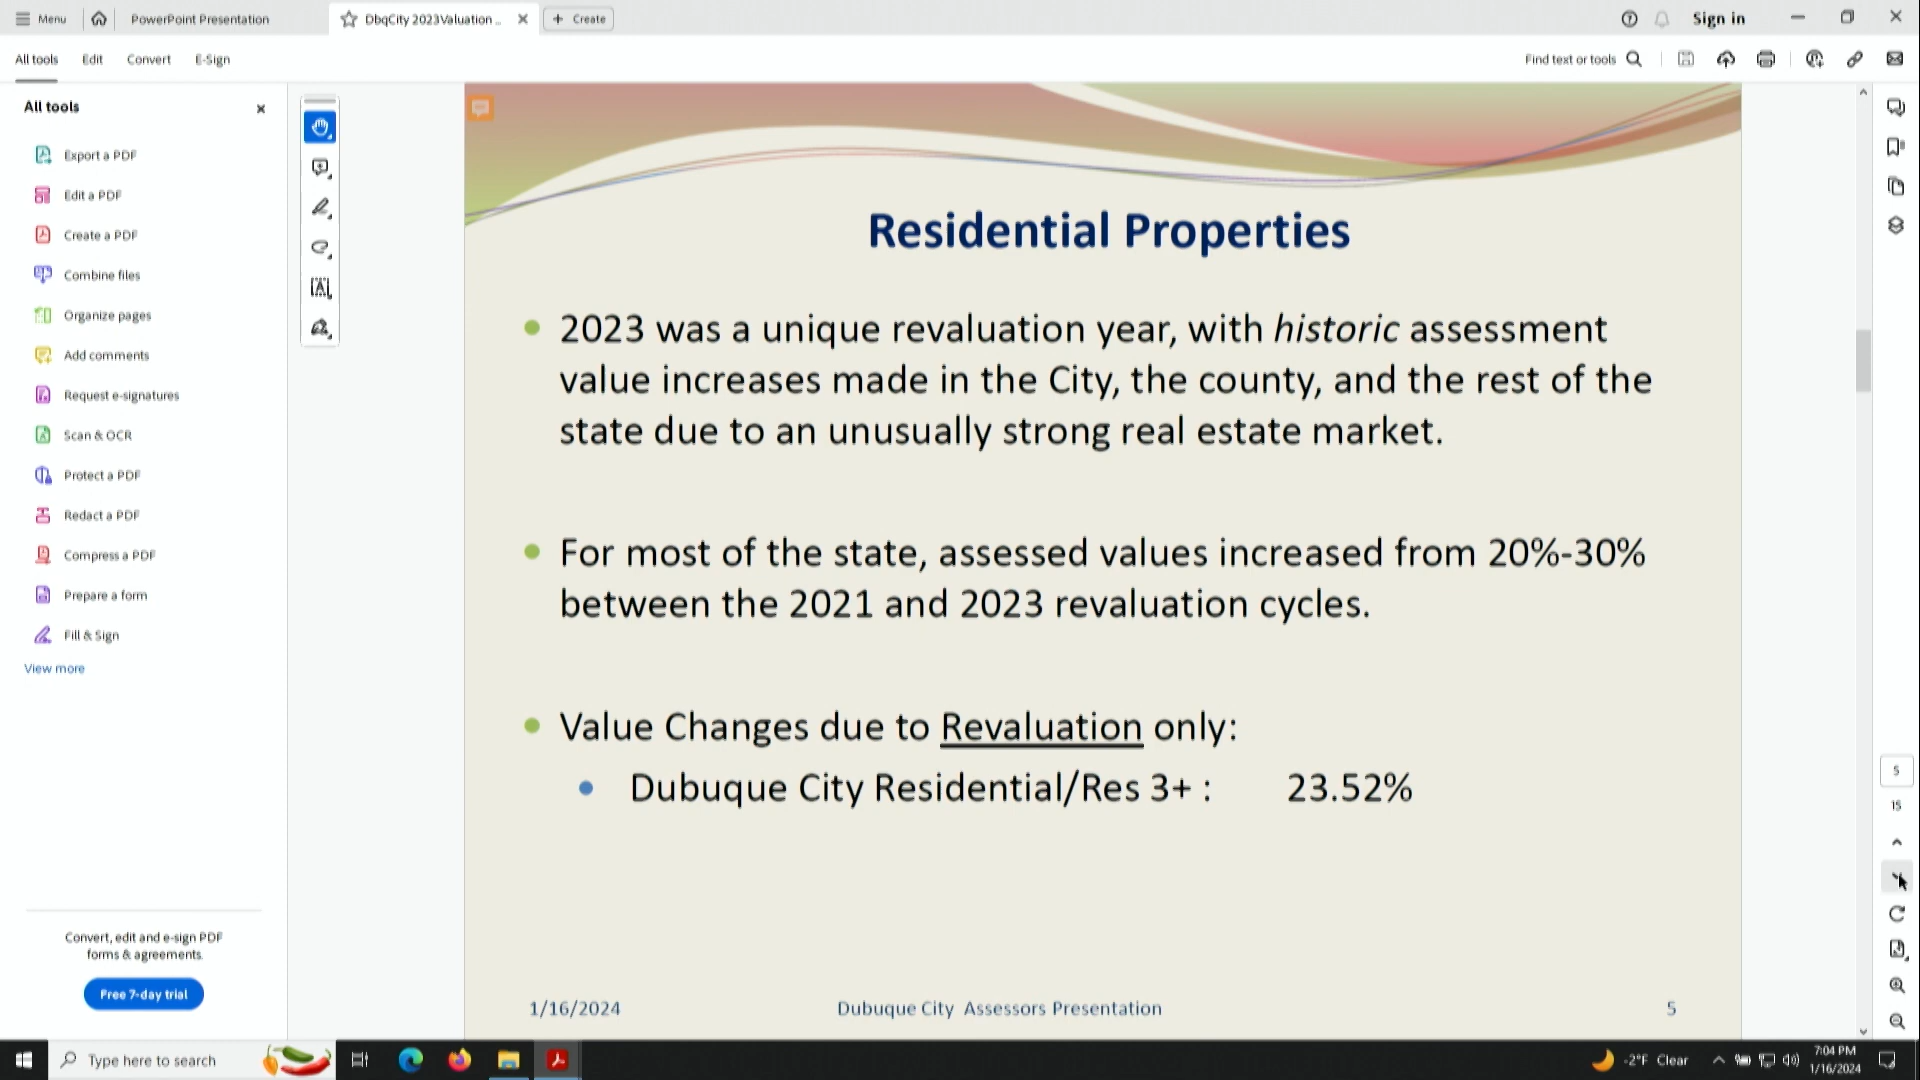 Menu
PowerPoint Presentation
DbqCity 2023Valuation ...
Create
Sign in
All tools
Edit
Convert
E-Sign
Find text or tools
All tools
Export a PDF
Edit a PDF
Create a PDF
Combine files
Organize pages
Add comments
Request e-signatures
Scan & OCR
Protect a PDF
Redact a PDF
Compress a PDF
Prepare a form
Fill & Sign
View more
Convert, edit and e-sign PDF
forms & agreements.
Free 7-day trial
Residential Properties
2023 was a unique revaluation year, with historic assessment
value increases made in the City, the county, and the rest of the
state due to an unusually strong real estate market.
For most of the state, assessed values increased from 20%-30%
between the 2021 and 2023 revaluation cycles.
Value Changes due to Revaluation only:
Dubuque City Residential/Res 3+ : 23.52%
1/16/2024
Dubuque City Assessors Presentation
5
5
15
Type here to search
-2°F Clear
7:04 PM
1/16/2024